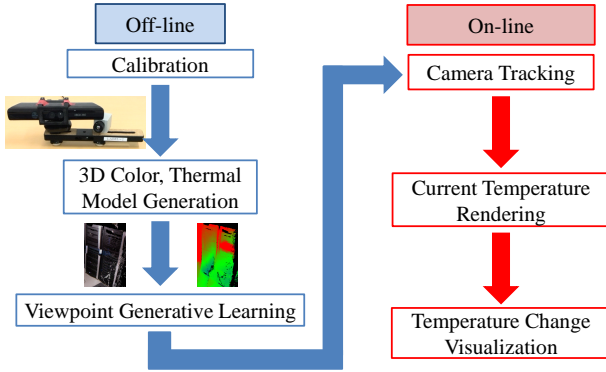 Off-line
Calibration
3D Color, Thermal
Model Generation
Viewpoint Generative Learning
On-line
Camera Tracking
Current Temperature
Rendering
Temperature Change
Visualization